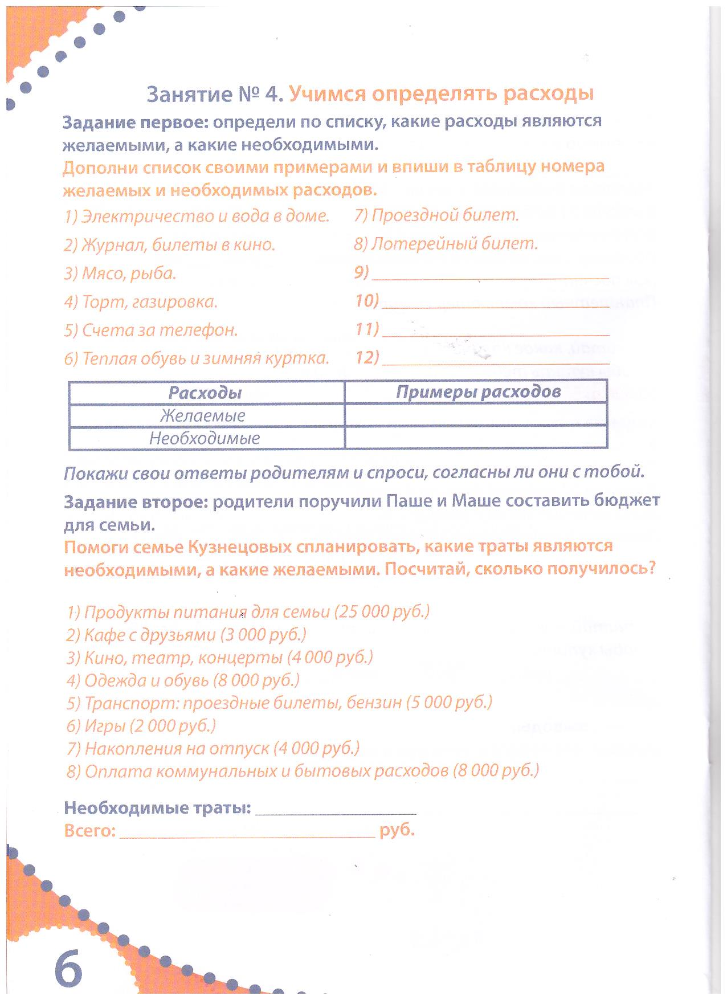 Занятие № 4. Учимся определять расходы
Задание первое: определи по списку, какие расходы являются
желаемыми, а какие необходимыми.
Дополни список своими примерами и впиши в таблицу номера
желаемых и необходимых расходов.
1) Электричество и вода в доме.
2) Журнал, билеты в кино.
3) Мясо, рыба.
4) Торт, газировка.
5) Счета за телефон.
6) Теплая обувь и зимняя куртка.
7) Проездной билет.
8) Лотерейный билет.
9)
10)
11)
12)
Расходы Примеры расходов
Желаемые
Необходимые
Покажи свои ответы родителям и спроси, согласны ли они с тобой.
Задание второе: родители поручили Паше и Маше составить бюджет
для семьи.
Помоги семье Кузнецовых спланировать, какие траты являются
необходимыми, а какие желаемыми. Посчитай, сколько получилось?
1) Продукты питания для семьи (25 000 руб.)
2) Кафе с друзьями (3 000 руб.)
3) Кино, театр, концерты (4 000 руб.)
4) Одежда и обувь (8 000 руб.)
5) Транспорт: проездные билеты, бензин (5 000 руб.)
6) Игры (2 000 руб.)
7) Накопления на отпуск (4 000 руб.)
8) Оплата коммунальных и бытовых расходов (8 000 руб.)
Необходимые траты:
Всего: руб.
6